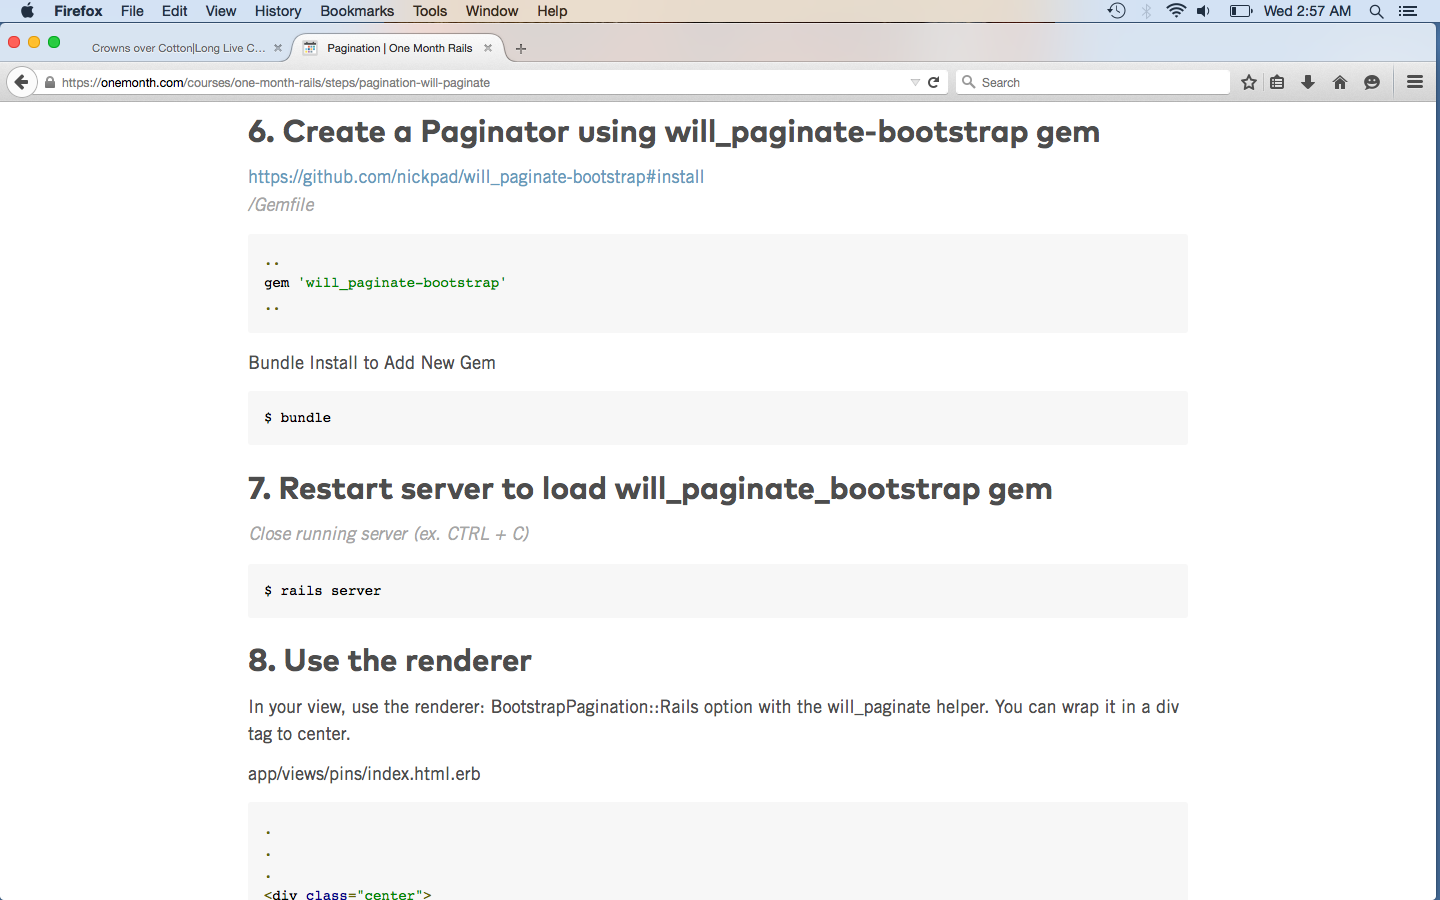 Firefox File Edit View History Bookmarks Tools Window Help Wed 2:57 AM
Crowns over Cotton|Long Live C... Pagination | One Month Rails
https://onemonth.com/courses/one-month-rails/steps/pagination-will-paginate Search
6. Create a Paginator using will_paginate-bootstrap gem
https://github.com/nickpad/will_paginate-bootstrap#install
/Gemfile
..
gem 'will_paginate-bootstrap'
..
Bundle Install to Add New Gem
$ bundle
7. Restart server to load will_paginate_bootstrap gem
Close running server (ex. CTRL + C)
$ rails server
8. Use the renderer
In your view, use the renderer: BootstrapPagination::Rails option with the will_paginate helper. You can wrap it in a div
tag to center.
app/views/pins/index.html.erb
.
.
.
<div class="center">